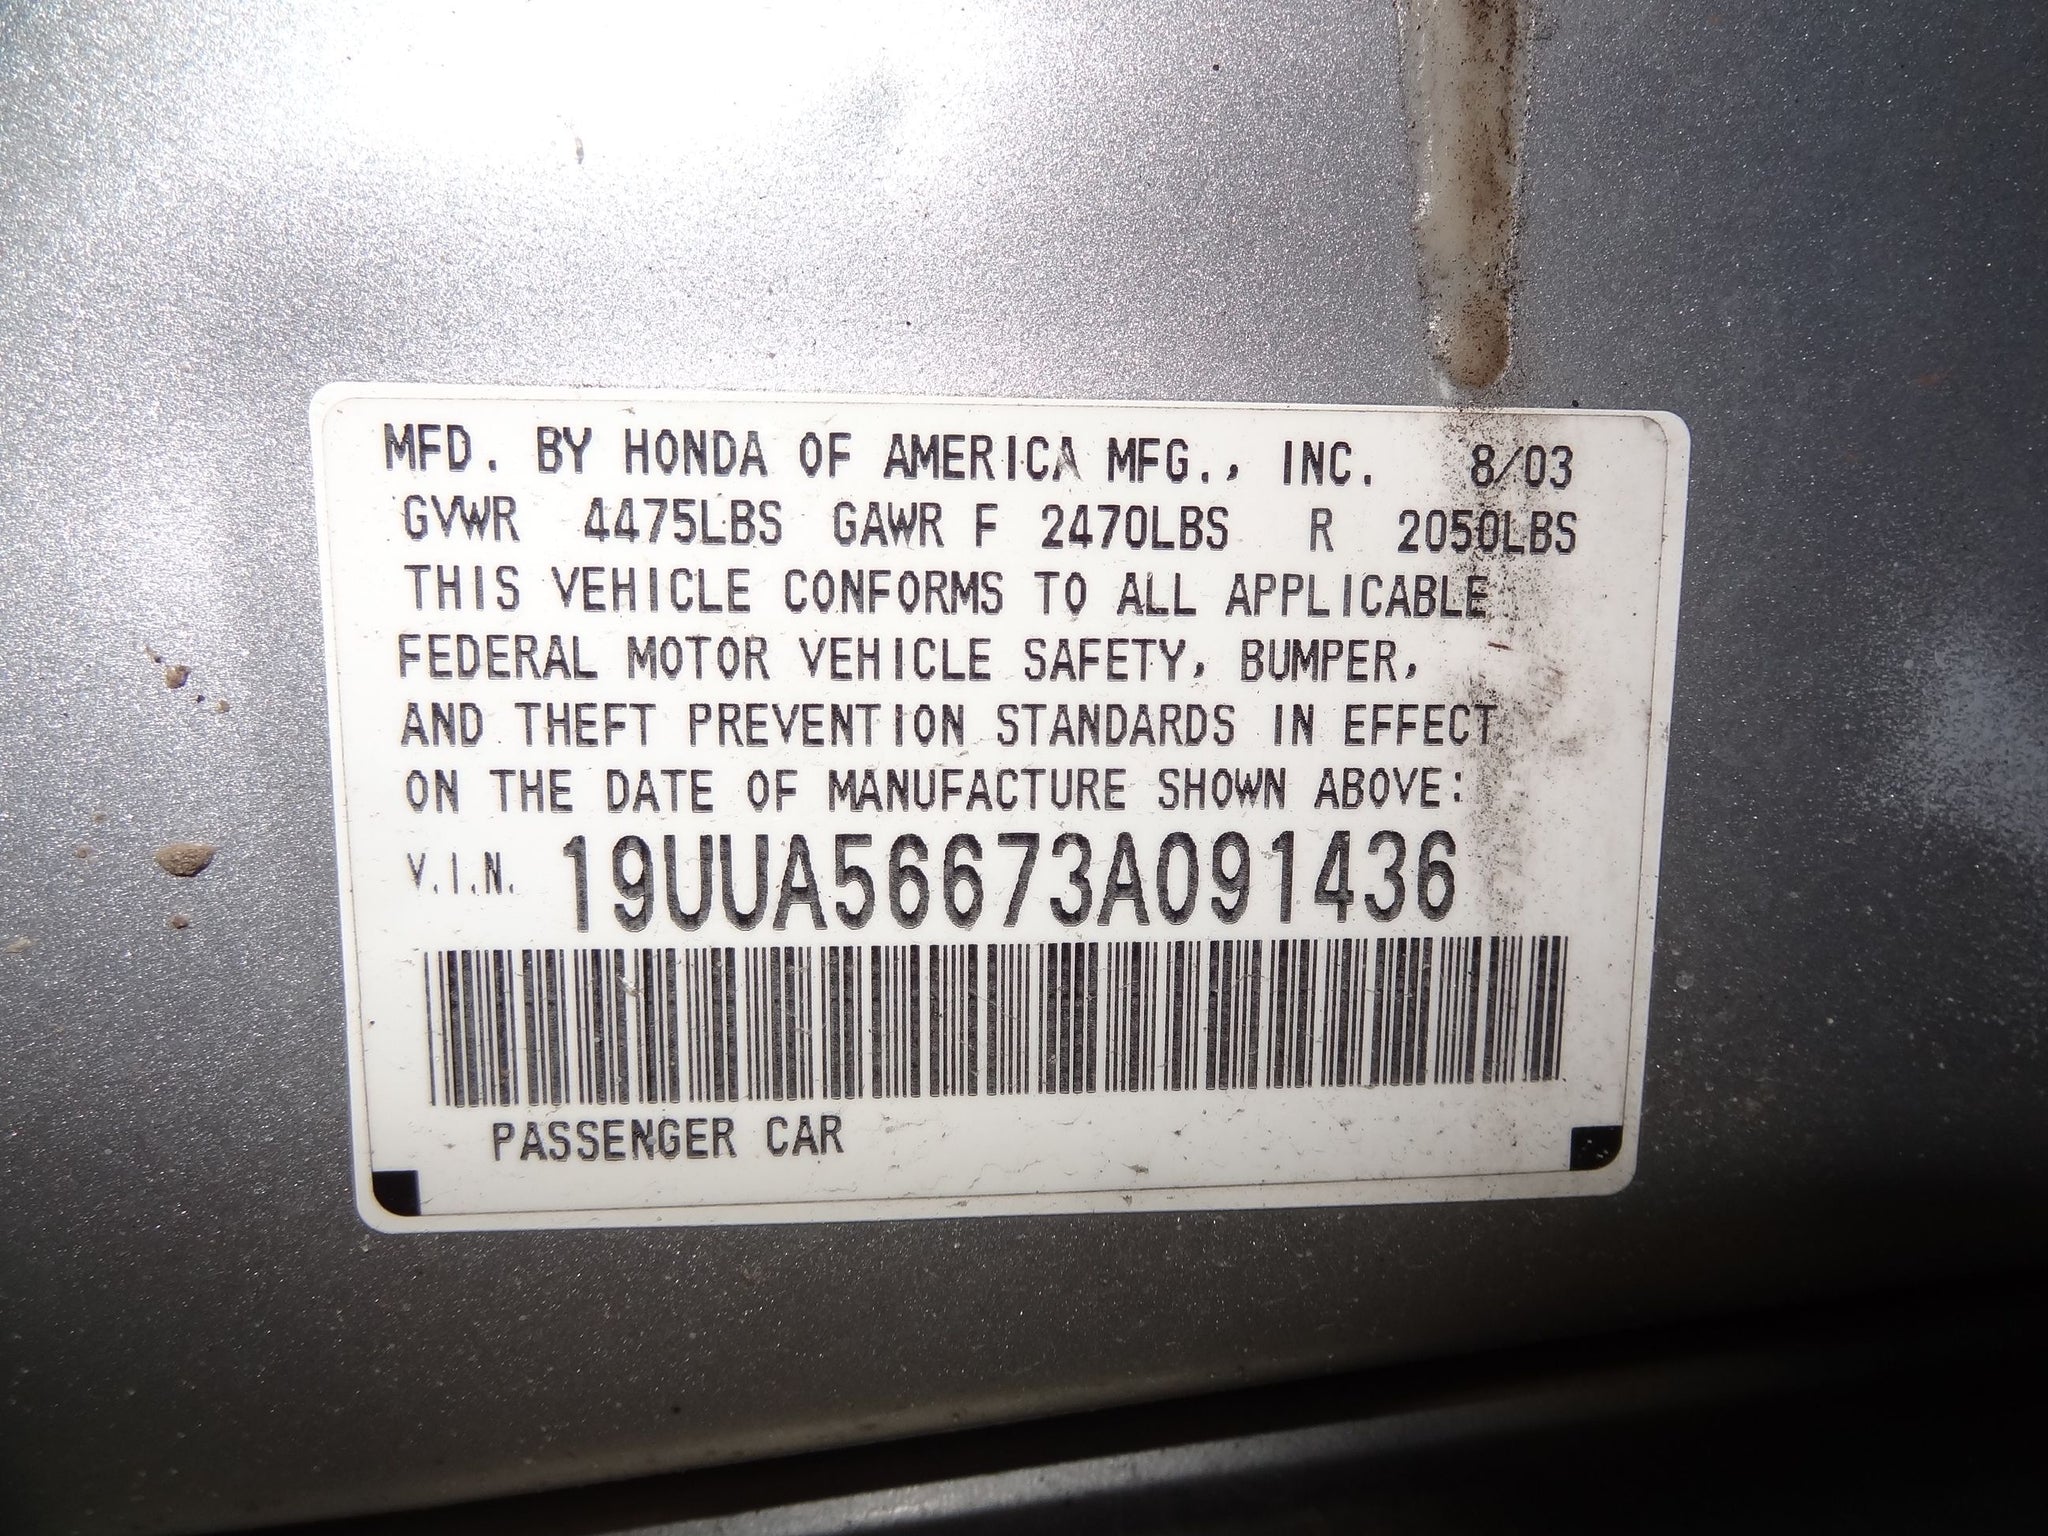 MFD. BY HONDA OF AMERICA MFG., INC. 8/03
GVWR 4475LBS GAWR F 2470LBS R 2050LBS
THIS VEHICLE CONFORMS TO ALL APPLICABLE
FEDERAL MOTOR VEHICLE SAFETY, BUMPER,
AND THEFT PREVENTION STANDARDS IN EFFECT
ON THE DATE OF MANUFACTURE SHOWN ABOVE:
V.I.N. 19UUA56673A091436
PASSENGER CAR